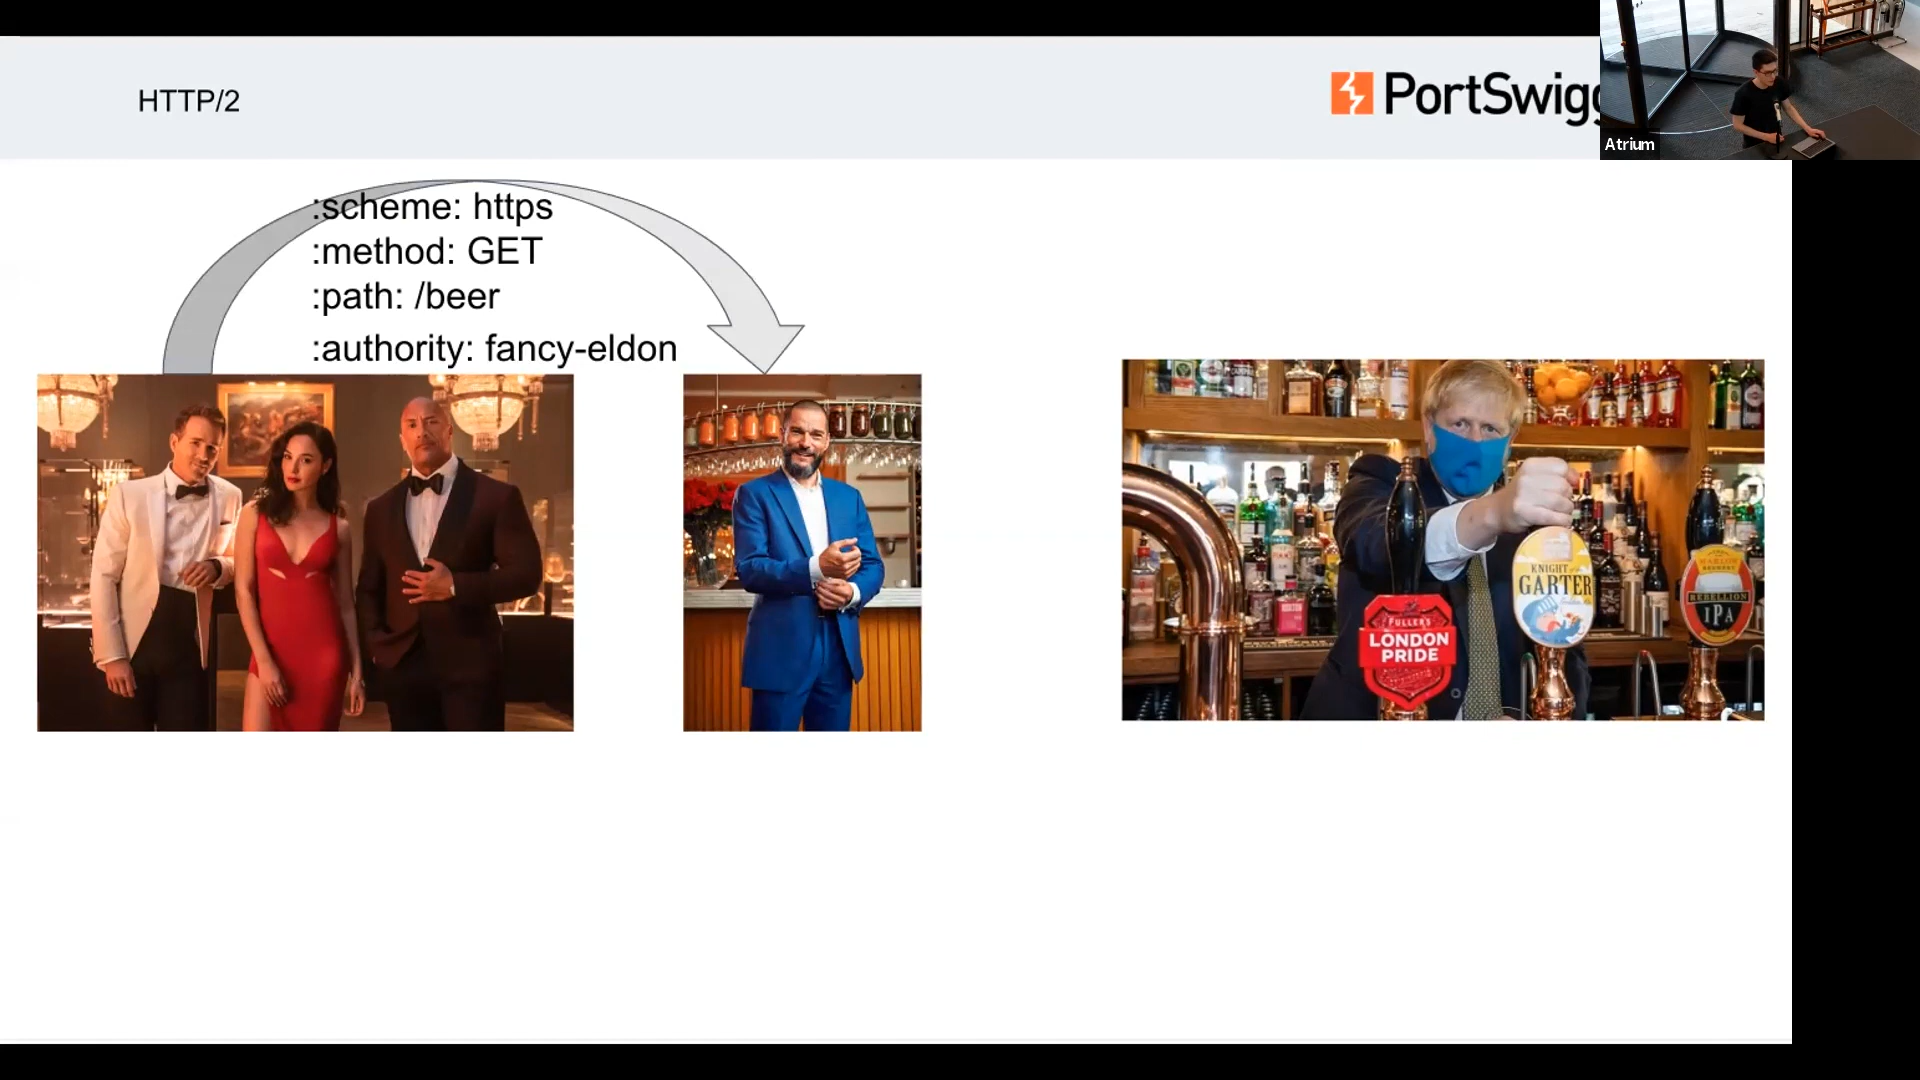 HTTP/2
PortSwigg
Atrium
:scheme: https
:method: GET
:path: /beer
:authority: fancy-eldon
FULLER'S
LONDON
PRIDE
KNIGHT
GARTER
REBELLION
IPA